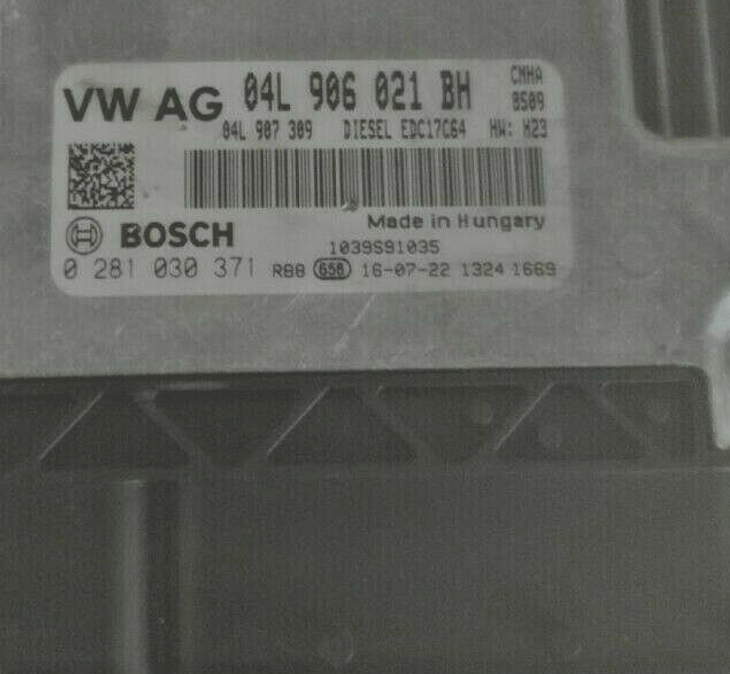 VW AG 04L 906 021 BH CMHA
8509
04L 907 309 DIESEL EDC17C64 HW: H23
Made in Hungary
BOSCH
1039S91035
0 281 030 371 RB8 658 16-07-22 1324 1669